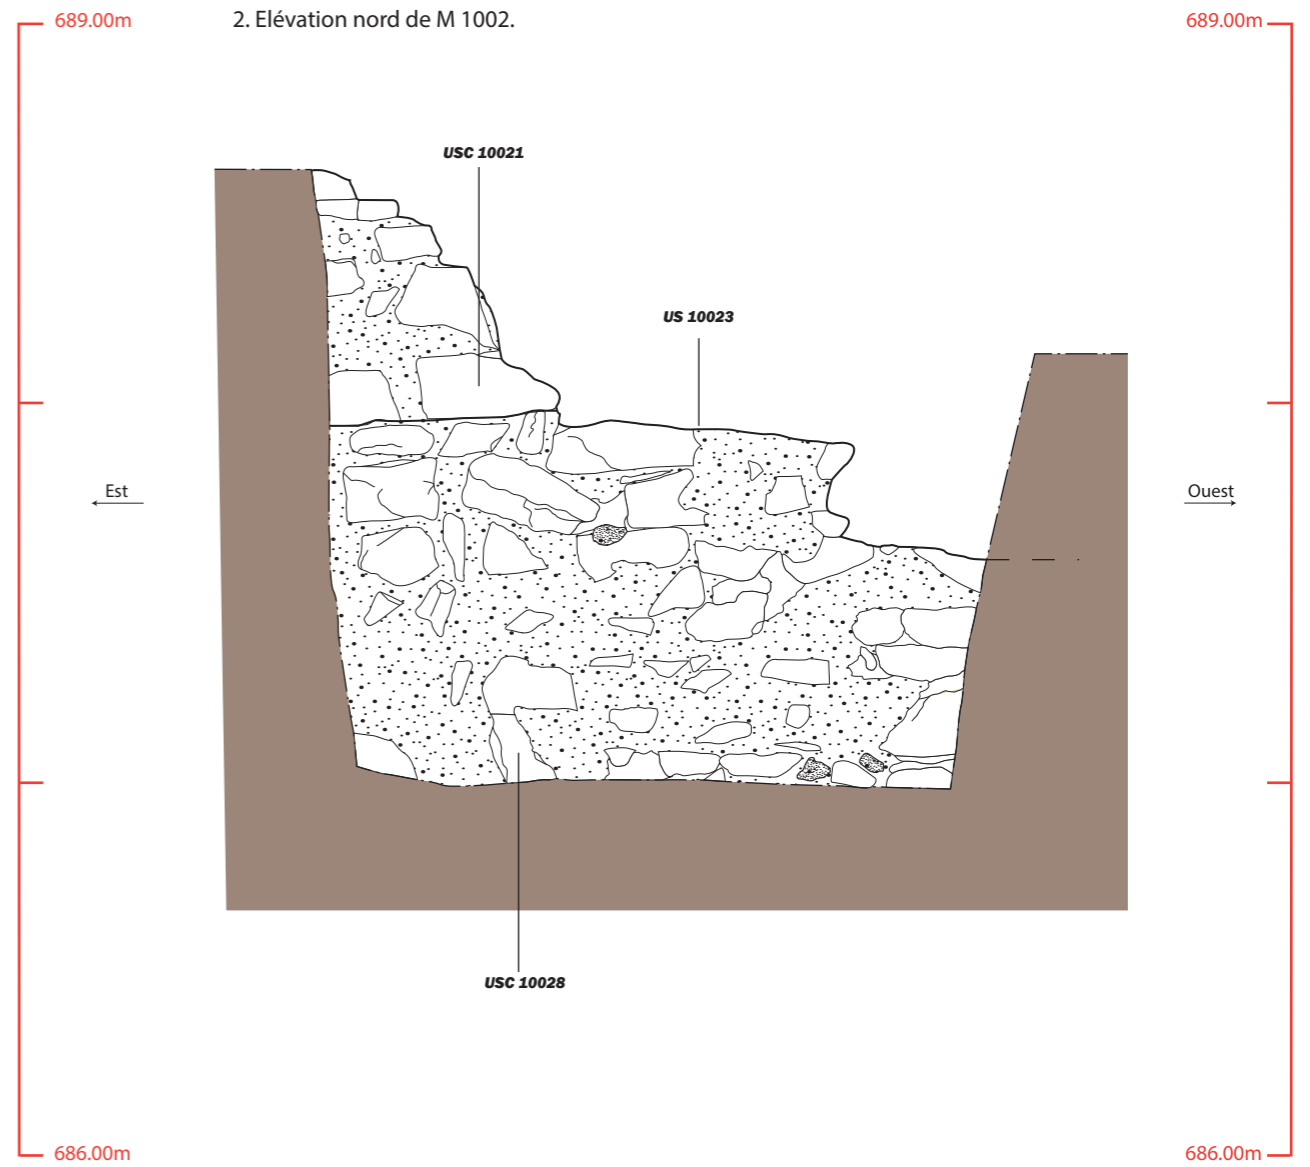 689.00m
2. Elévation nord de M 1002.
689.00m
USC 10021
US 10023
Est
Ouest
USC 10028
686.00m
686.00m